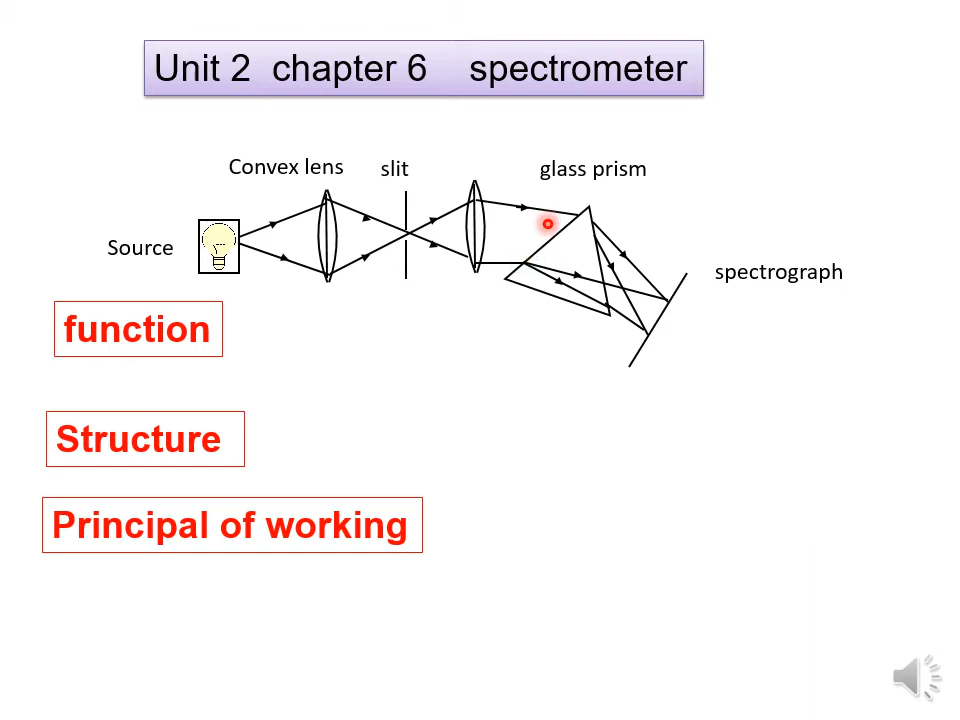 Unit 2 chapter 6 spectrometer
Convex lens
slit
glass prism
Source
spectrograph
function
Structure
Principal of working